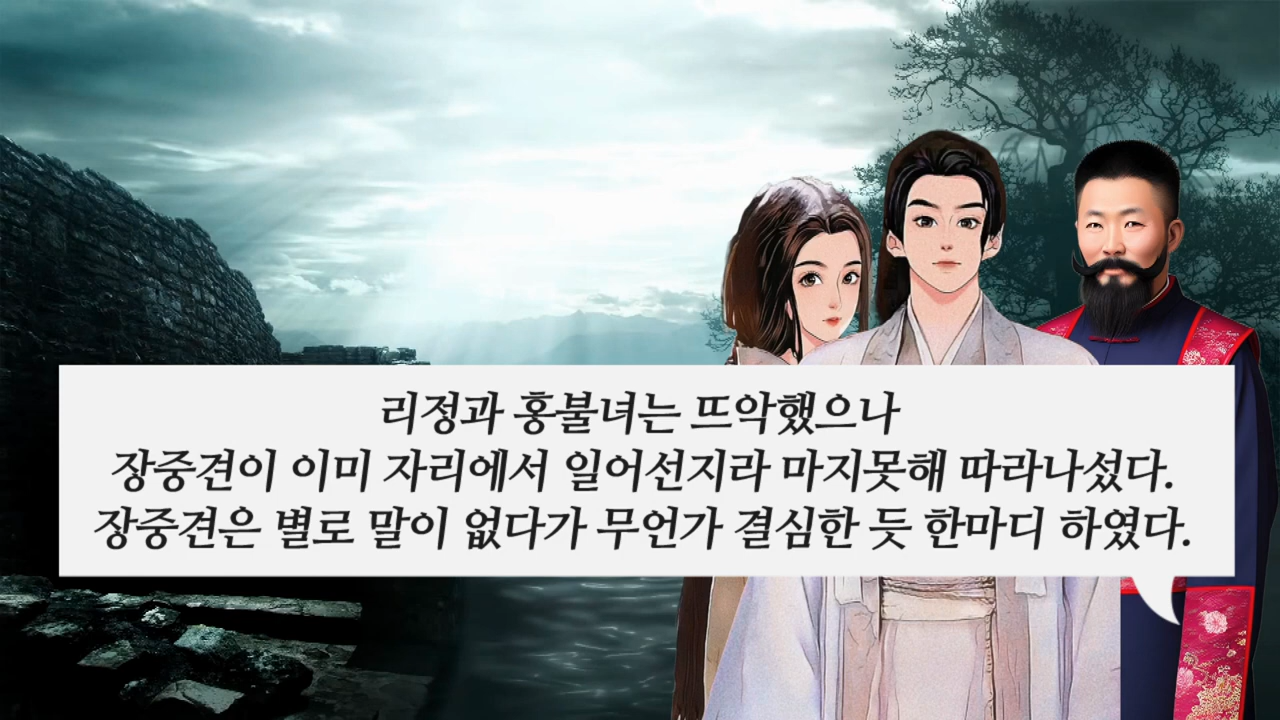 리정과 홍불녀는 뜨악했으나
장중견이 이미 자리에서 일어선지라 마지못해 따라나섰다.
장중견은 별로 말이 없다가 무언가 결심한 듯 한마디 하였다.